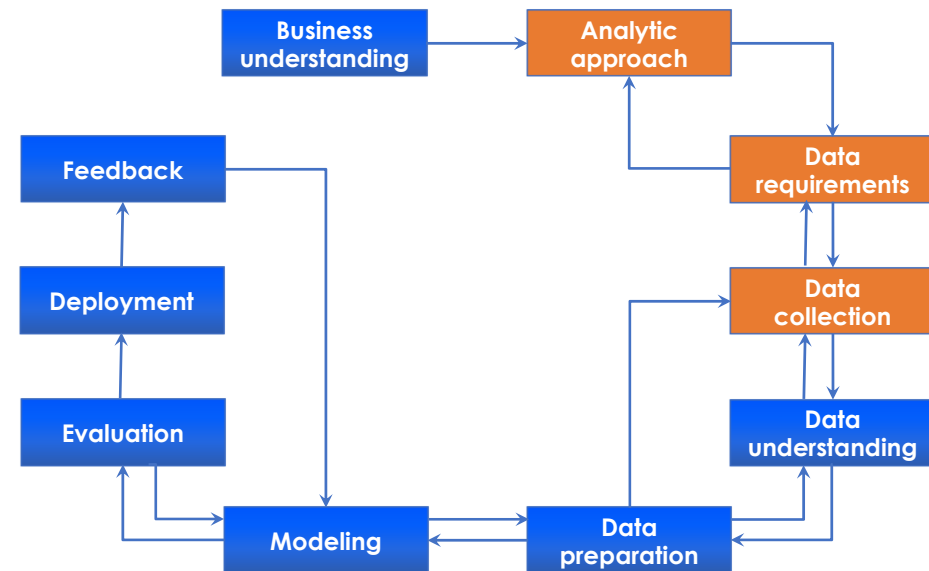 Business
understanding
Analytic
approach
Feedback
Data
requirements
Deployment
Data
collection
Evaluation
Data
understanding
Modeling
Data
preparation